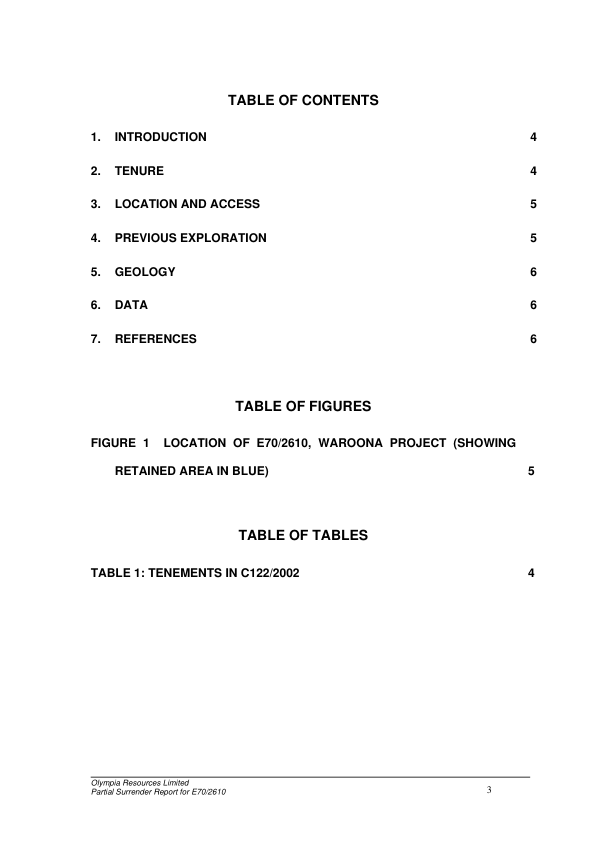 TABLE OF CONTENTS
1. INTRODUCTION 4
2. TENURE 4
3. LOCATION AND ACCESS 5
4. PREVIOUS EXPLORATION 5
5. GEOLOGY 6
6. DATA 6
7. REFERENCES 6
TABLE OF FIGURES
FIGURE 1 LOCATION OF E70/2610, WAROONA PROJECT (SHOWING
RETAINED AREA IN BLUE) 5
TABLE OF TABLES
TABLE 1: TENEMENTS IN C122/2002 4
Olympia Resources Limited
Partial Surrender Report for E70/2610 3